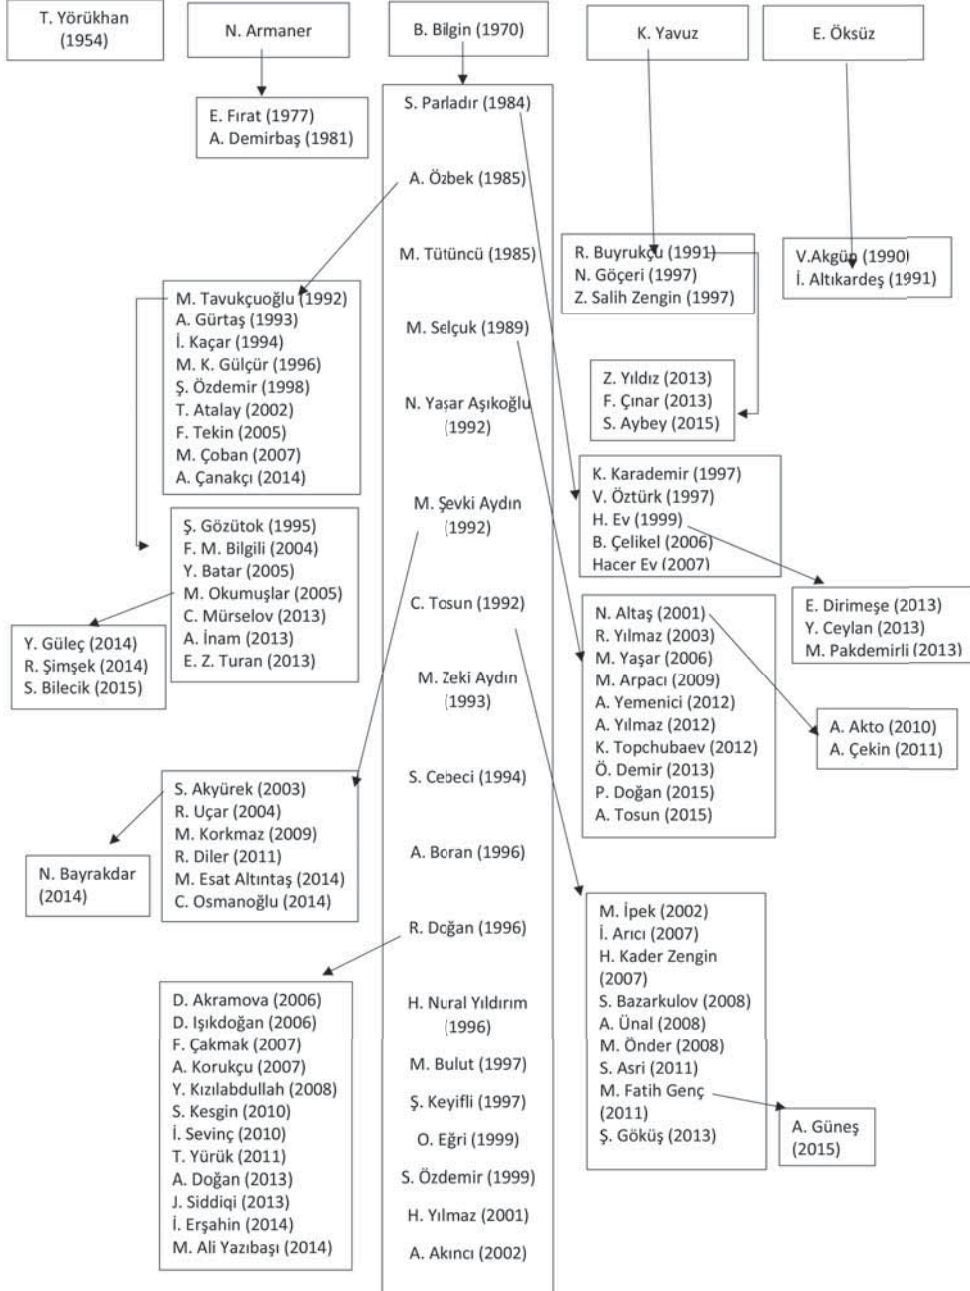 T. Yörükhan
(1954)
N. Armaner
B. Bilgin (1970)
K. Yavuz
E. Öksüz
E. Fırat (1977)
A. Demirbaş (1981)
S. Parladır (1984)
A. Özbek (1985)
M. Tütüncü (1985)
M. Selçuk (1989)
N. Yaşar Aşıkoğlu
(1992)
M. Şevki Aydın
(1992)
C. Tosun (1992)
M. Zeki Aydın
(1993)
S. Cebeci (1994)
A. Boran (1996)
R. Doğan (1996)
H. Nural Yıldırım
(1996)
M. Bulut (1997)
Ş. Keyifli (1997)
O. Eğri (1999)
S. Özdemir (1999)
H. Yılmaz (2001)
A. Akıncı (2002)
R. Buyrukçu (1991)
N. Göçeri (1997)
Z. Salih Zengin (1997)
V.Akgün (1990)
İ. Altıkardeş (1991)
M. Tavukçuoğlu (1992)
A. Gürtaş (1993)
İ. Kaçar (1994)
M. K. Gülçür (1996)
Ş. Özdemir (1998)
T. Atalay (2002)
F. Tekin (2005)
M. Çoban (2007)
A. Çanakçı (2014)
Z. Yıldız (2013)
F. Çınar (2013)
S. Aybey (2015)
K. Karademir (1997)
V. Öztürk (1997)
H. Ev (1999)
B. Çelikel (2006)
Hacer Ev (2007)
Ş. Gözütok (1995)
F. M. Bilgili (2004)
Y. Batar (2005)
M. Okumuşlar (2005)
C. Mürselov (2013)
A. İnam (2013)
E. Z. Turan (2013)
Y. Güleç (2014)
R. Şimşek (2014)
S. Bilecik (2015)
E. Dirimeşe (2013)
Y. Ceylan (2013)
M. Pakdemirli (2013)
N. Altaş (2001)
R. Yılmaz (2003)
M. Yaşar (2006)
M. Arpacı (2009)
A. Yemenici (2012)
A. Yılmaz (2012)
K. Topchubaev (2012)
Ö. Demir (2013)
P. Doğan (2015)
A. Tosun (2015)
A. Akto (2010)
A. Çekin (2011)
S. Akyürek (2003)
R. Uçar (2004)
M. Korkmaz (2009)
R. Diler (2011)
M. Esat Altıntaş (2014)
C. Osmanoğlu (2014)
N. Bayrakdar
(2014)
M. İpek (2002)
İ. Arıcı (2007)
H. Kader Zengin
(2007)
S. Bazarkulov (2008)
A. Ünal (2008)
M. Önder (2008)
S. Asri (2011)
M. Fatih Genç
(2011)
Ş. Göküş (2013)
A. Güneş
(2015)
D. Akramova (2006)
D. Işıkdoğan (2006)
F. Çakmak (2007)
A. Korukçu (2007)
Y. Kızılabdullah (2008)
S. Kesgin (2010)
İ. Sevinç (2010)
T. Yürük (2011)
A. Doğan (2013)
J. Siddiqi (2013)
İ. Erşahin (2014)
M. Ali Yazıbaşı (2014)